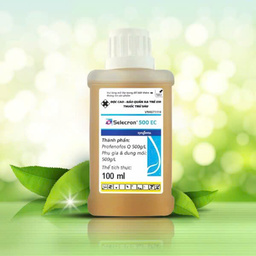 ĐỘC CAO - BẢO QUẢN XA TRẺ EM
THUỐC TRỪ SÂU
Selecron® 500 EC
syngenta
Thành phần:
Profenofos Q 500g/L
Phụ gia & dung môi:
500g/L
Thể tích thực:
100 ml